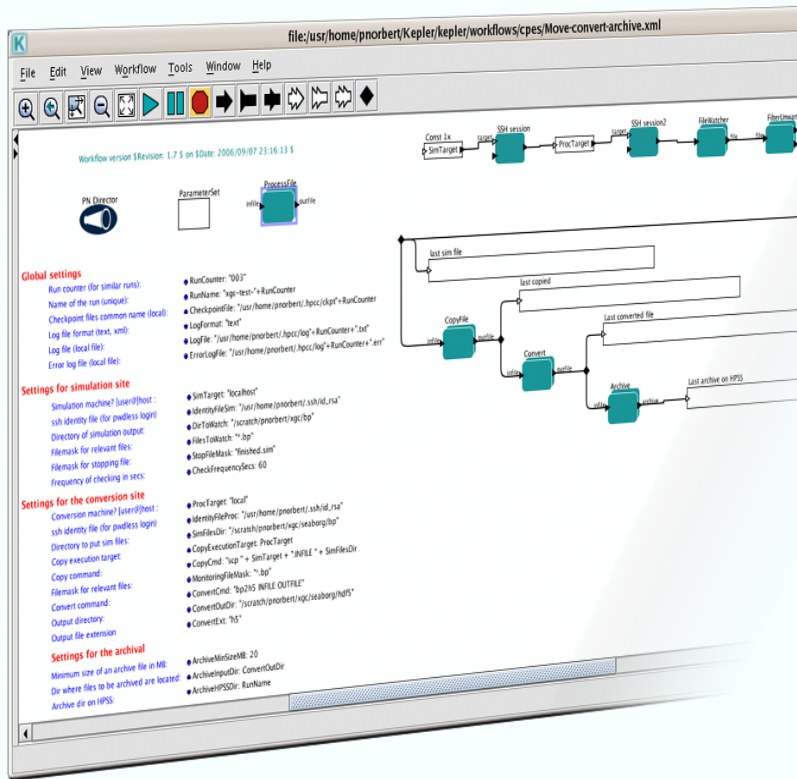 K
file:/usr/home/pnorbert/Kepler/kepler/workflows/cpes/Move-convert-archive.xml
File Edit View Workflow Tools Window Help
Workflow version $Revision: 1.7 $ on $Date: 2006/09/07 23:16:13 $
PN Director
ParameterSet
ProcessFile
infile
outfile
Const 1x
SimTarget
target
SSH session
ProcTarget
target
SSH session2
FileWatcher
file
file
last sim file
last copied
Last converted file
Last archive on HPSS
CopyFile
infile
outfile
Convert
infile
outfile
Archive
infile
archive
Global settings
Run counter (for similar runs): RunCounter: "003"
Name of the run (unique): RunName: "xgc-test-"+RunCounter
Checkpoint files common name (local): CheckpointFile: "/usr/home/pnorbert/.hpcc/ckpt"+RunCounter
Log file format (text, xml): LogFormat: "text"
Log file (local file): LogFile: "/usr/home/pnorbert/.hpcc/log"+RunCounter+".txt"
Error log file (local file): ErrorLogFile: "/usr/home/pnorbert/.hpcc/log"+RunCounter+".err"
Settings for simulation site
Simulation machine? [user@]host : SimTarget: "localhost"
ssh identity file (for pwdless login) IdentityFileSim: "/usr/home/pnorbert/.ssh/id_rsa"
Directory of simulation output: DirToWatch: "/scratch/pnorbert/xgc/bp"
Filemask for relevant files: FilesToWatch: "*.bp"
Filemask for stopping file: StopFileMask: "finished.sim"
Frequency of checking in secs: CheckFrequencySecs: 60
Settings for the conversion site
Conversion machine? [user@]host : ProcTarget: "local"
ssh identity file (for pwdless login) IdentityFileProc: "/usr/home/pnorbert/.ssh/id_rsa"
Directory to put sim files: SimFilesDir: "/scratch/pnorbert/xgc/seaborg/bp"
Copy execution target: CopyExecutionTarget: ProcTarget
Copy command: CopyCmd: "scp " + SimTarget + ":INFILE " + SimFilesDir
Filemask for relevant files: MonitoringFileMask: "*.bp"
Convert command: ConvertCmd: "bp2h5 INFILE OUTFILE"
Output directory: ConvertOutDir: "/scratch/pnorbert/xgc/seaborg/hdf5"
Output file extension ConvertExt: "h5"
Settings for the archival
Minimum size of an archive file in MB: ArchiveMinSizeMB: 20
Dir where files to be archived are located: ArchiveInputDir: ConvertOutDir
Archive dir on HPSS: ArchiveHPSSDir: RunName